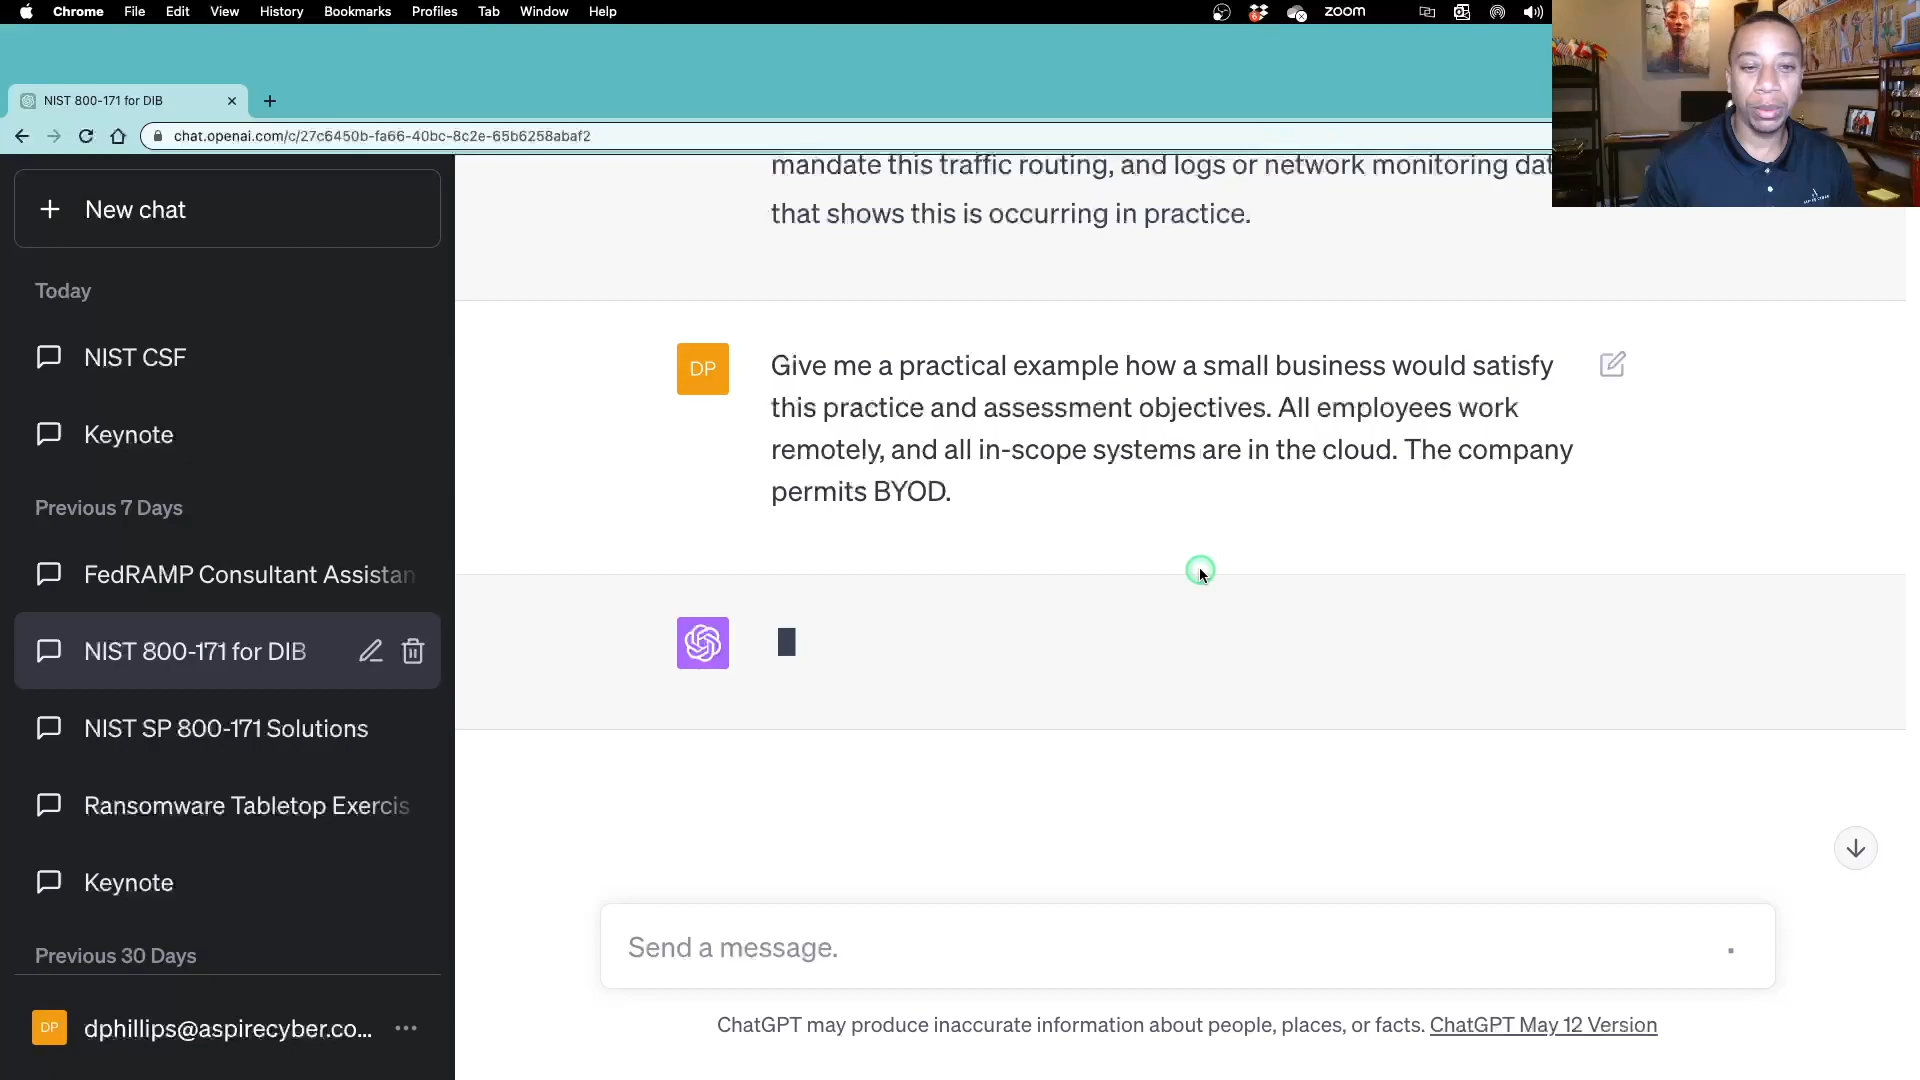 Chrome File Edit View History Bookmarks Profiles Tab Window Help
zoom
NIST 800-171 for DIB
chat.openai.com/c/27c6450b-fa66-40bc-8c2e-65b6258abaf2
New chat
Today
NIST CSF
Keynote
Previous 7 Days
FedRAMP Consultant Assistan
NIST 800-171 for DIB
NIST SP 800-171 Solutions
Ransomware Tabletop Exercis
Keynote
Previous 30 Days
DP
dphillips@aspirecyber.co...
mandate this traffic routing, and logs or network monitoring dat
that shows this is occurring in practice.
DP
Give me a practical example how a small business would satisfy
this practice and assessment objectives. All employees work
remotely, and all in-scope systems are in the cloud. The company
permits BYOD.
Send a message.
ChatGPT may produce inaccurate information about people, places, or facts. ChatGPT May 12 Version